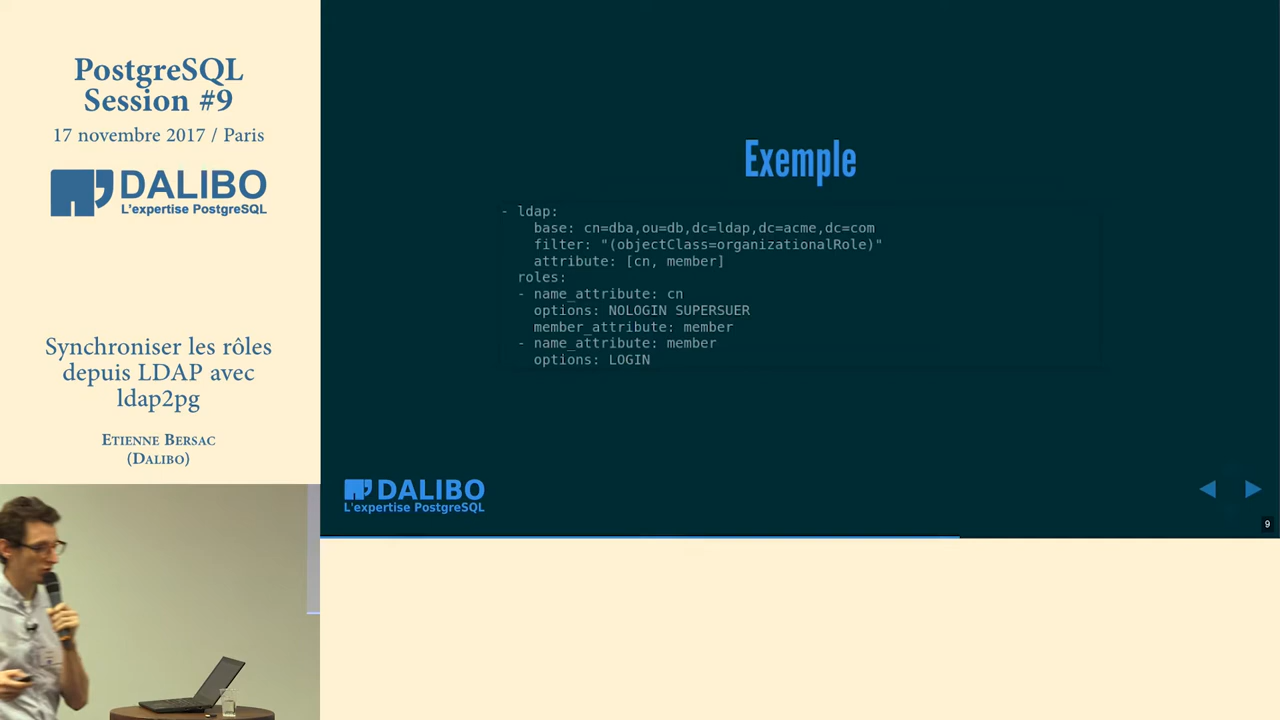 PostgreSQL
Session #9
17 novembre 2017 / Paris
DALIBO
L'expertise PostgreSQL
Synchroniser les rôles
depuis LDAP avec
ldap2pg
Etienne Bersac
(Dalibo)
Exemple
- ldap:
    base: cn=dba,ou=db,dc=ldap,dc=acme,dc=com
    filter: "(objectClass=organizationalRole)"
    attribute: [cn, member]
  roles:
  - name_attribute: cn
    options: NOLOGIN SUPERSUER
    member_attribute: member
  - name_attribute: member
    options: LOGIN
DALIBO
L'expertise PostgreSQL
9